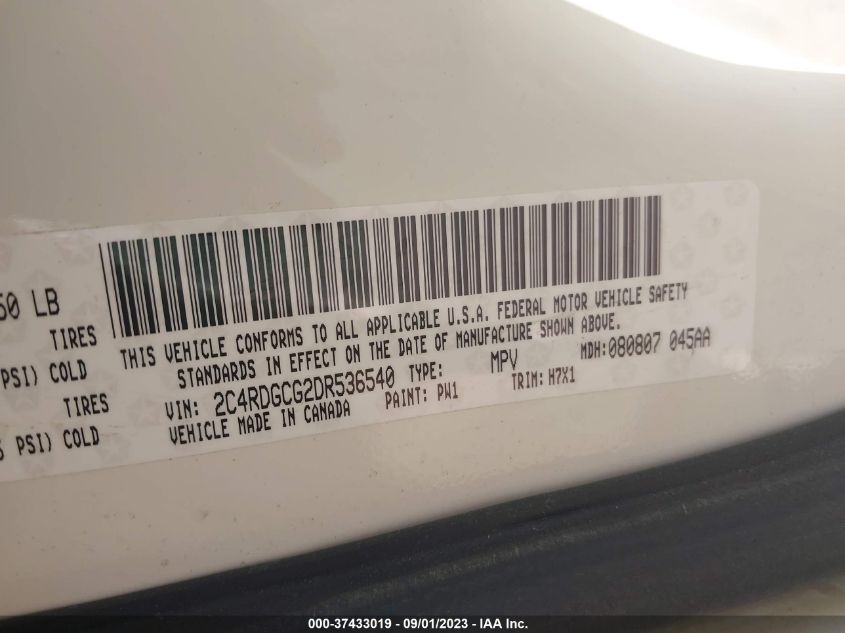 50 LB
TIRES
PSI) COLD
TIRES
PSI) COLD
THIS VEHICLE CONFORMS TO ALL APPLICABLE U.S.A. FEDERAL MOTOR VEHICLE SAFETY
STANDARDS IN EFFECT ON THE DATE OF MANUFACTURE SHOWN ABOVE.
VIN: 2C4RDGCG2DR536540 TYPE: MPV MDH:080807 045AA
VEHICLE MADE IN CANADA PAINT: PW1 TRIM: H7X1
000-37433019 - 09/01/2023 - © IAA Inc.